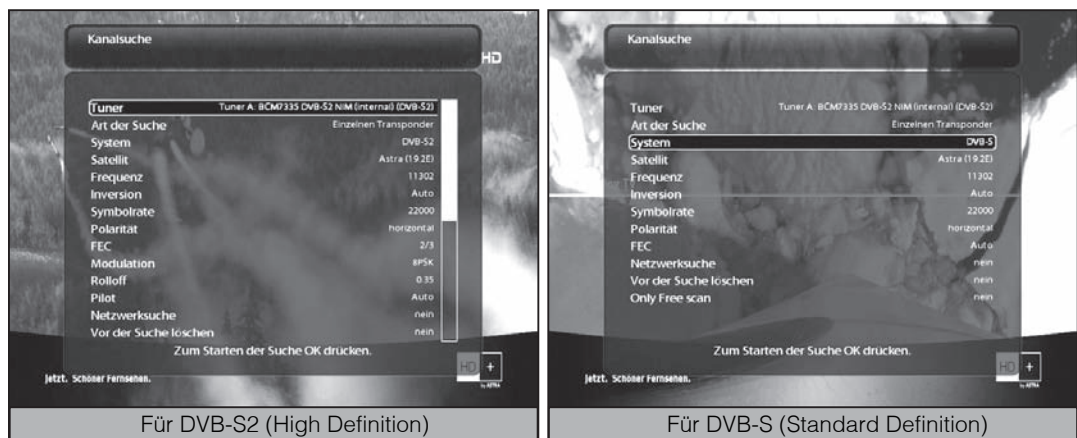 Kanalsuche
HD
Tuner Tuner A: BCM7335 DVB-S2 NIM (internal) (DVB-S2)
Art der Suche Einzelnen Transponder
System DVB-S2
Satellit Astra (19.2E)
Frequenz 11302
Inversion Auto
Symbolrate 22000
Polarität horizontal
FEC 2/3
Modulation 8PSK
Rolloff 0.35
Pilot Auto
Netzwerksuche nein
Vor der Suche löschen nein
Zum Starten der Suche OK drücken.
HD +
by ASTRA
Jetzt. Schöner Fernsehen.
Für DVB-S2 (High Definition)
Kanalsuche
Tuner Tuner A: BCM7335 DVB-S2 NIM (internal) (DVB-S2)
Art der Suche Einzelnen Transponder
System DVB-S
Satellit Astra (19.2E)
Frequenz 11302
Inversion Auto
Symbolrate 22000
Polarität horizontal
FEC Auto
Netzwerksuche nein
Vor der Suche löschen nein
Only Free scan nein
Zum Starten der Suche OK drücken.
HD +
by ASTRA
Jetzt. Schöner Fernsehen.
Für DVB-S (Standard Definition)